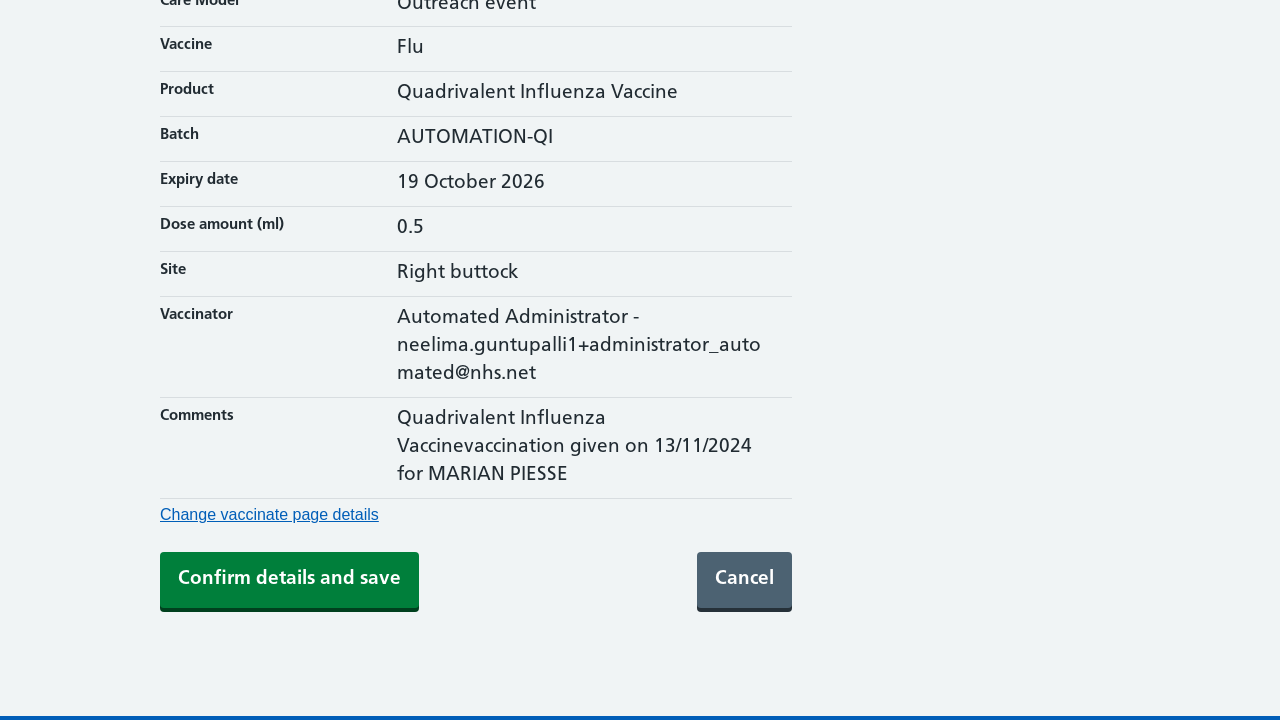 Care Model
Outreach event
Vaccine
Flu
Product
Quadrivalent Influenza Vaccine
Batch
AUTOMATION-QI
Expiry date
19 October 2026
Dose amount (ml)
0.5
Site
Right buttock
Vaccinator
Automated Administrator -
neelima.guntupalli1+administrator_auto
mated@nhs.net
Comments
Quadrivalent Influenza
Vaccinevaccination given on 13/11/2024
for MARIAN PIESSE
Change vaccinate page details
Confirm details and save
Cancel